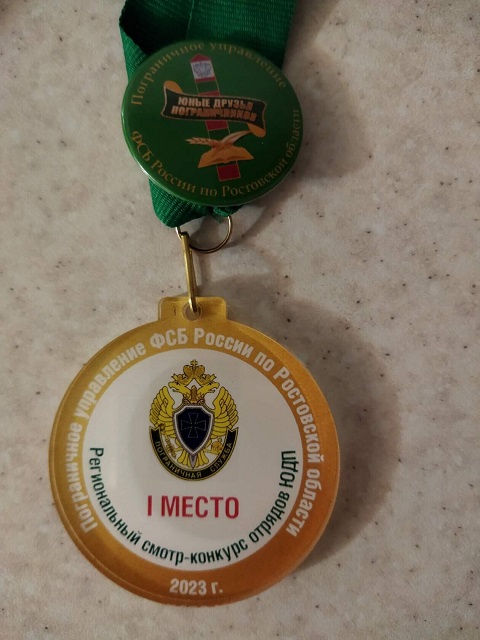 Пограничное управление
ЮНЫЕ ДРУЗЬЯ
ПОГРАНИЧНИКОВ
ФСБ России по Ростовской области
Пограничное управление ФСБ России по Ростовской области
ПОГРАНИЧНАЯ СЛУЖБА
I МЕСТО
Региональный смотр-конкурс отрядов ЮДП
2023 г.